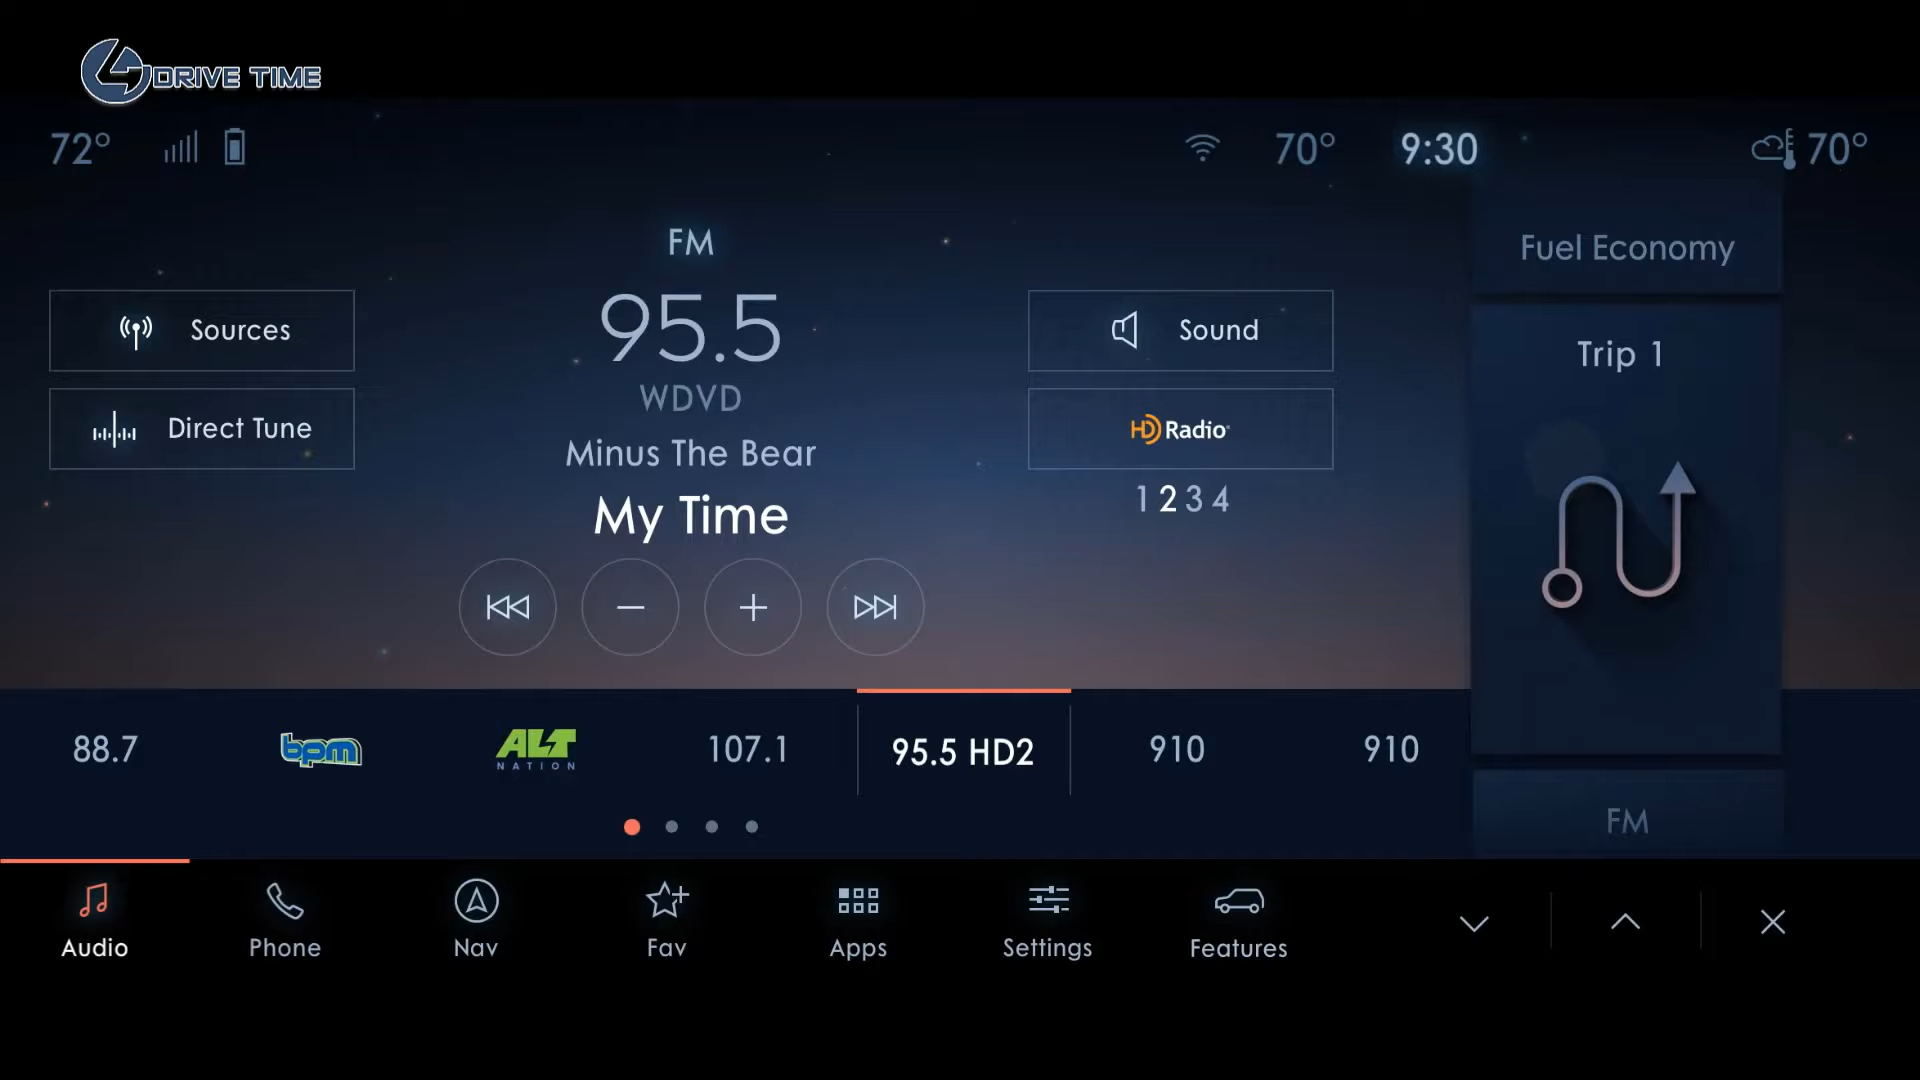 DRIVE TIME
72°
70°
9:30
70°
FM
Fuel Economy
Sources
95.5
Sound
Trip 1
WDVD
Direct Tune
HD Radio
Minus The Bear
1 2 3 4
My Time
88.7
bpm
ALT
NATION
107.1
95.5 HD2
910
910
FM
Audio
Phone
Nav
Fav
Apps
Settings
Features